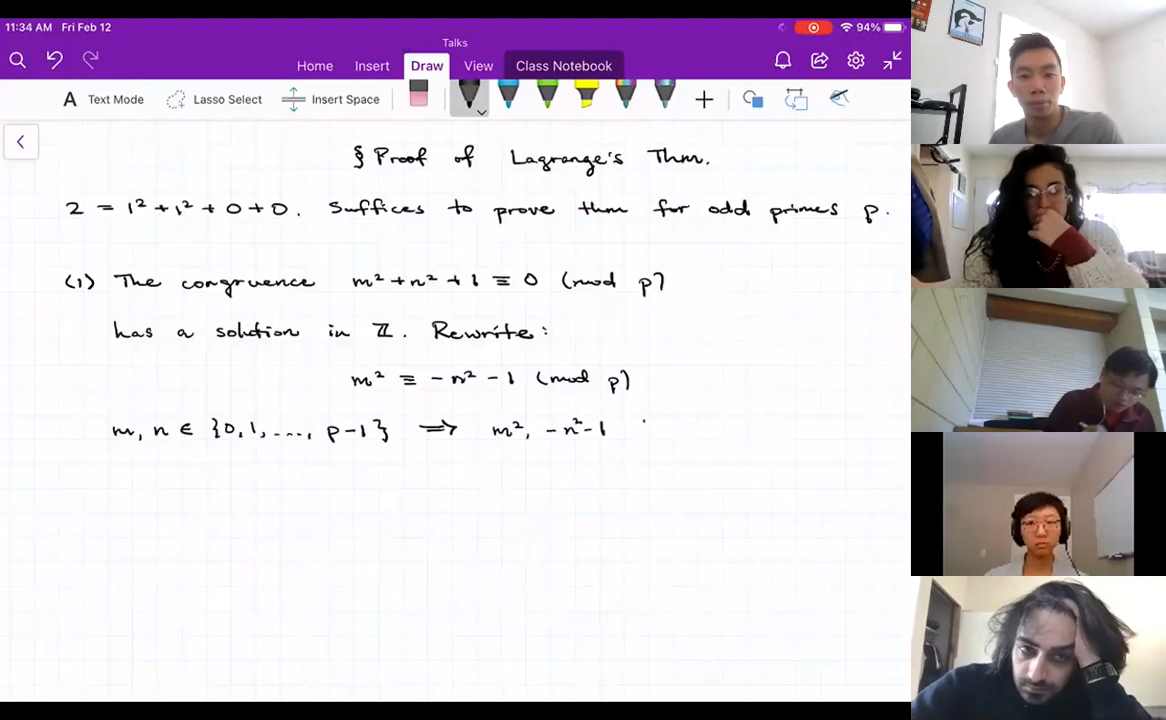 11:34 AM Fri Feb 12
94%
Talks
Home Insert Draw View Class Notebook
A Text Mode Lasso Select Insert Space
§ Proof of Lagrange's Thm.
2 = 1² + 1² + 0 + 0. Suffices to prove thm for odd primes p.
(1) The congruence m² + n² + 1 ≡ 0 (mod p)
has a solution in ℤ. Rewrite:
m² ≡ -n² - 1 (mod p)
m, n ∈ {0, 1, ..., p-1} ⟹ m², -n²-1